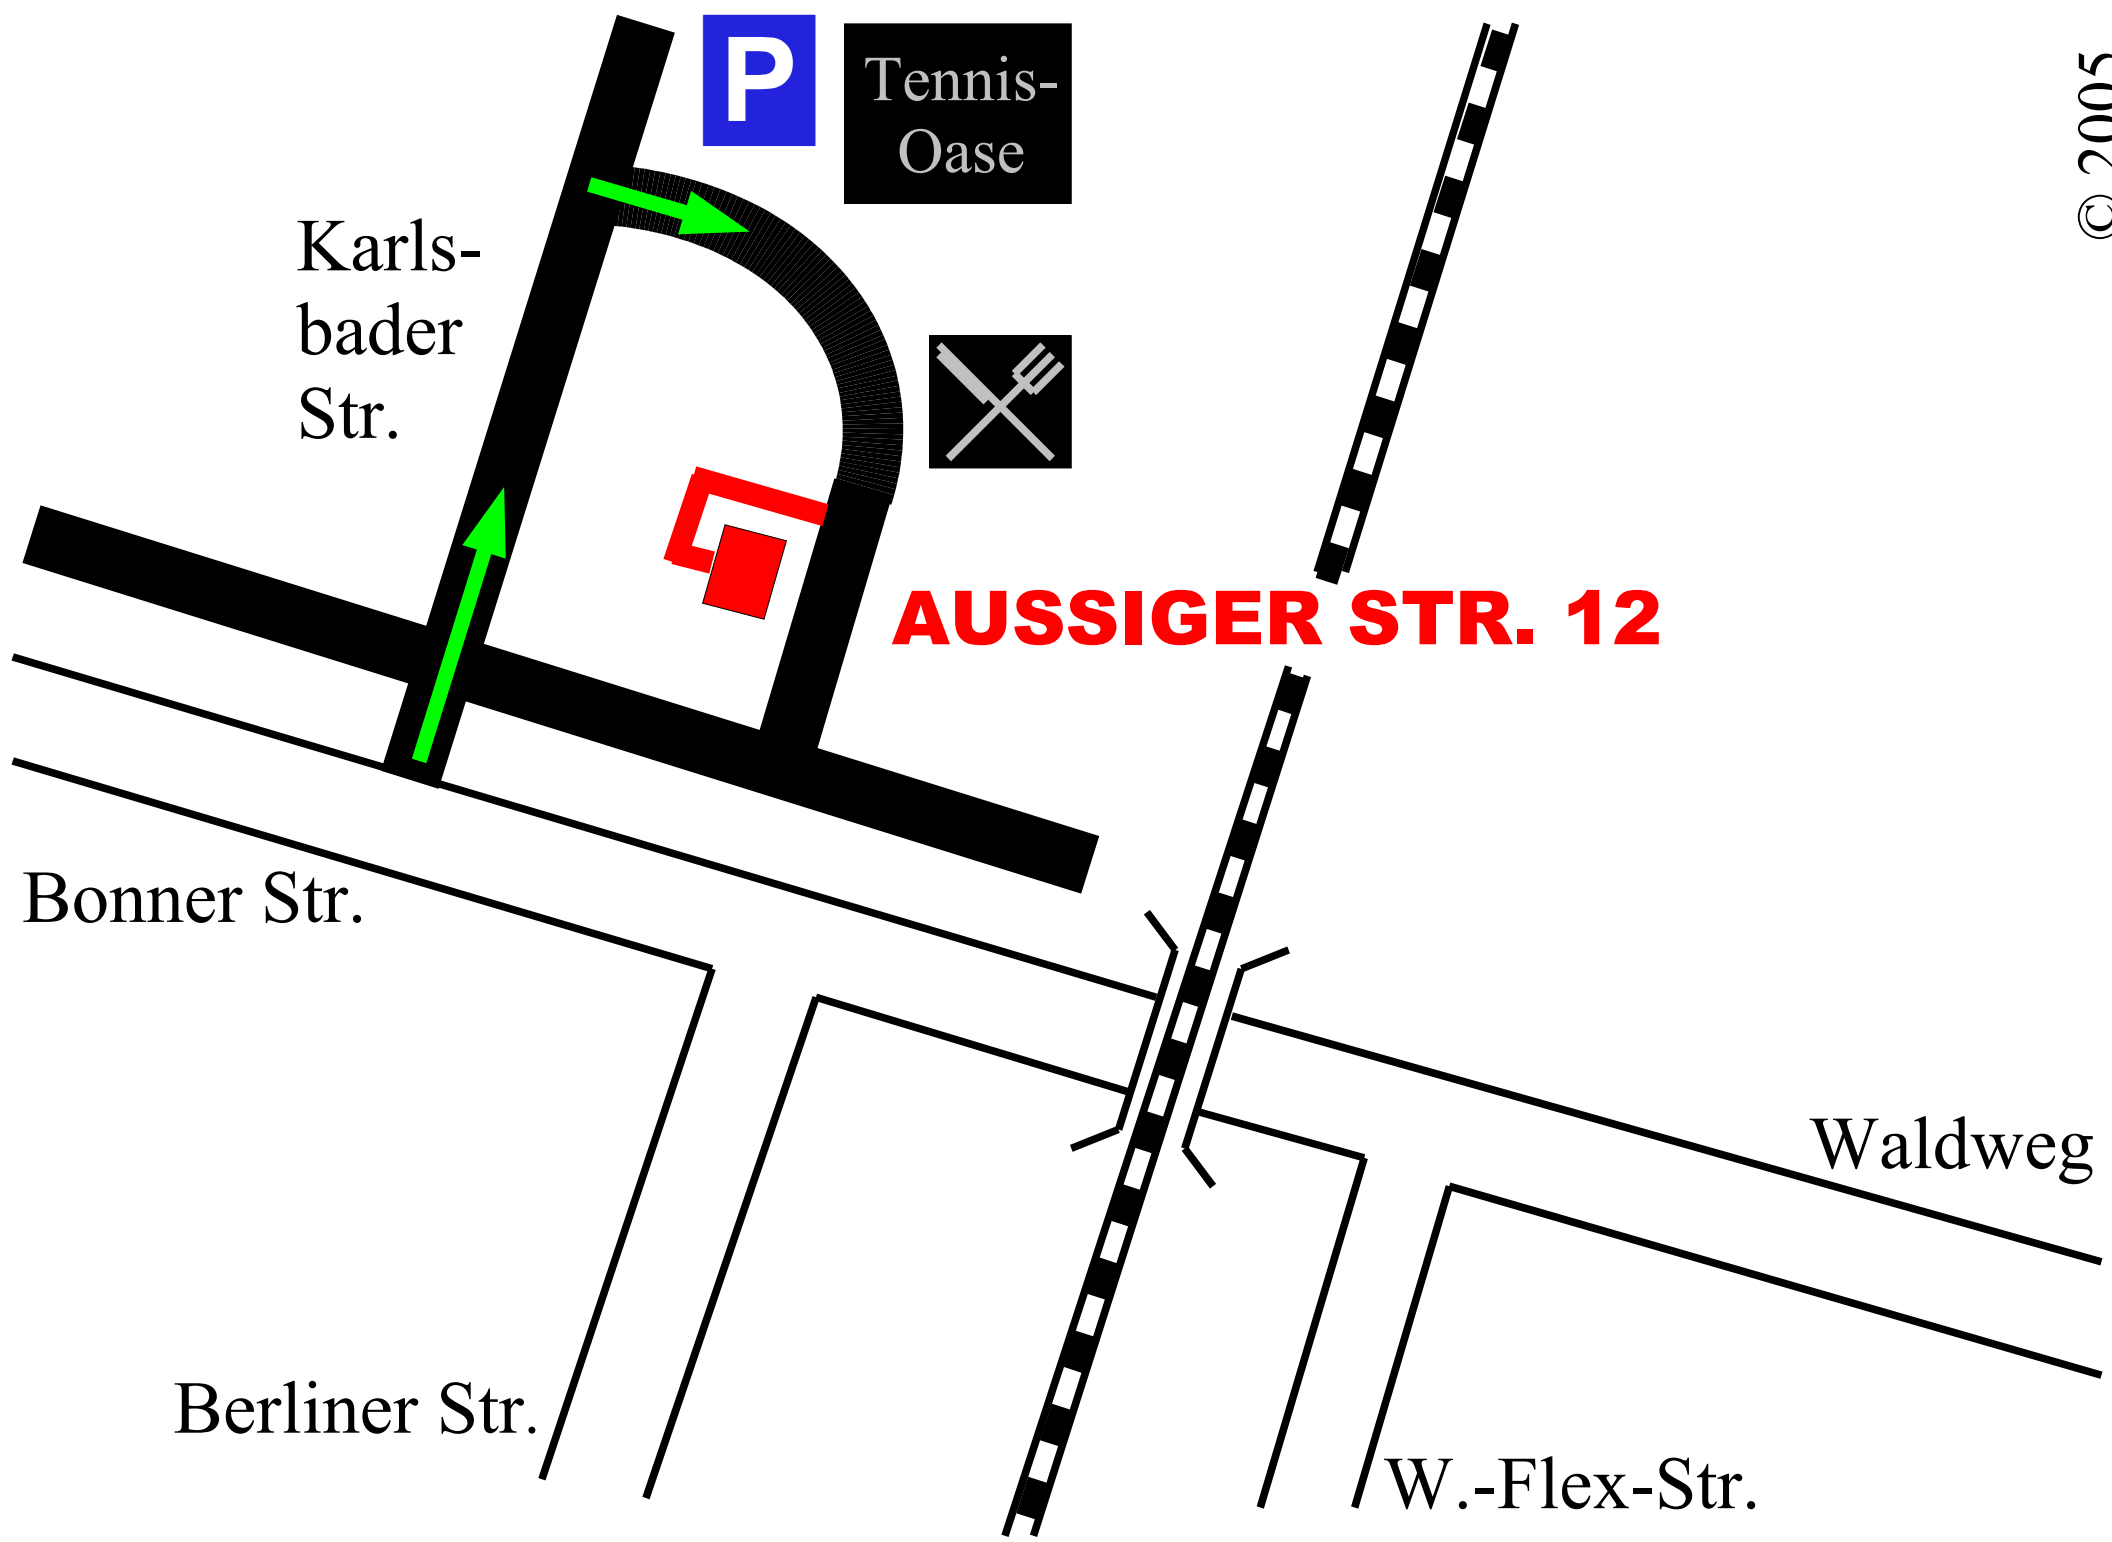 P
Tennis-
Oase
© 2005
Karls-
bader
Str.
AUSSIGER STR. 12
Bonner Str.
Waldweg
Berliner Str.
W.-Flex-Str.